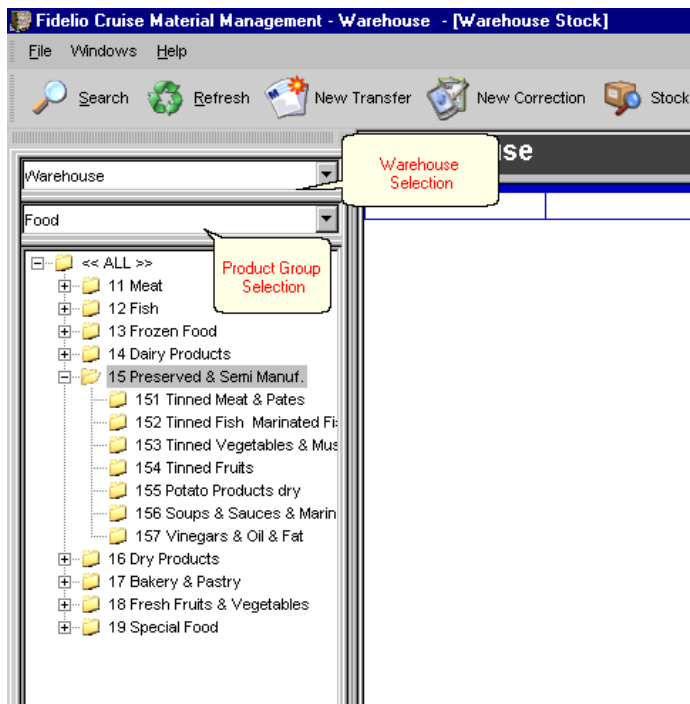 Fidelio Cruise Material Management - Warehouse - [Warehouse Stock]
File Windows Help
Search Refresh New Transfer New Correction Stock
Warehouse
Warehouse
Selection
Food
Product Group
Selection
<< ALL >>
11 Meat
12 Fish
13 Frozen Food
14 Dairy Products
15 Preserved & Semi Manuf.
151 Tinned Meat & Pates
152 Tinned Fish Marinated Fi
153 Tinned Vegetables & Mus
154 Tinned Fruits
155 Potato Products dry
156 Soups & Sauces & Marin
157 Vinegars & Oil & Fat
16 Dry Products
17 Bakery & Pastry
18 Fresh Fruits & Vegetables
19 Special Food